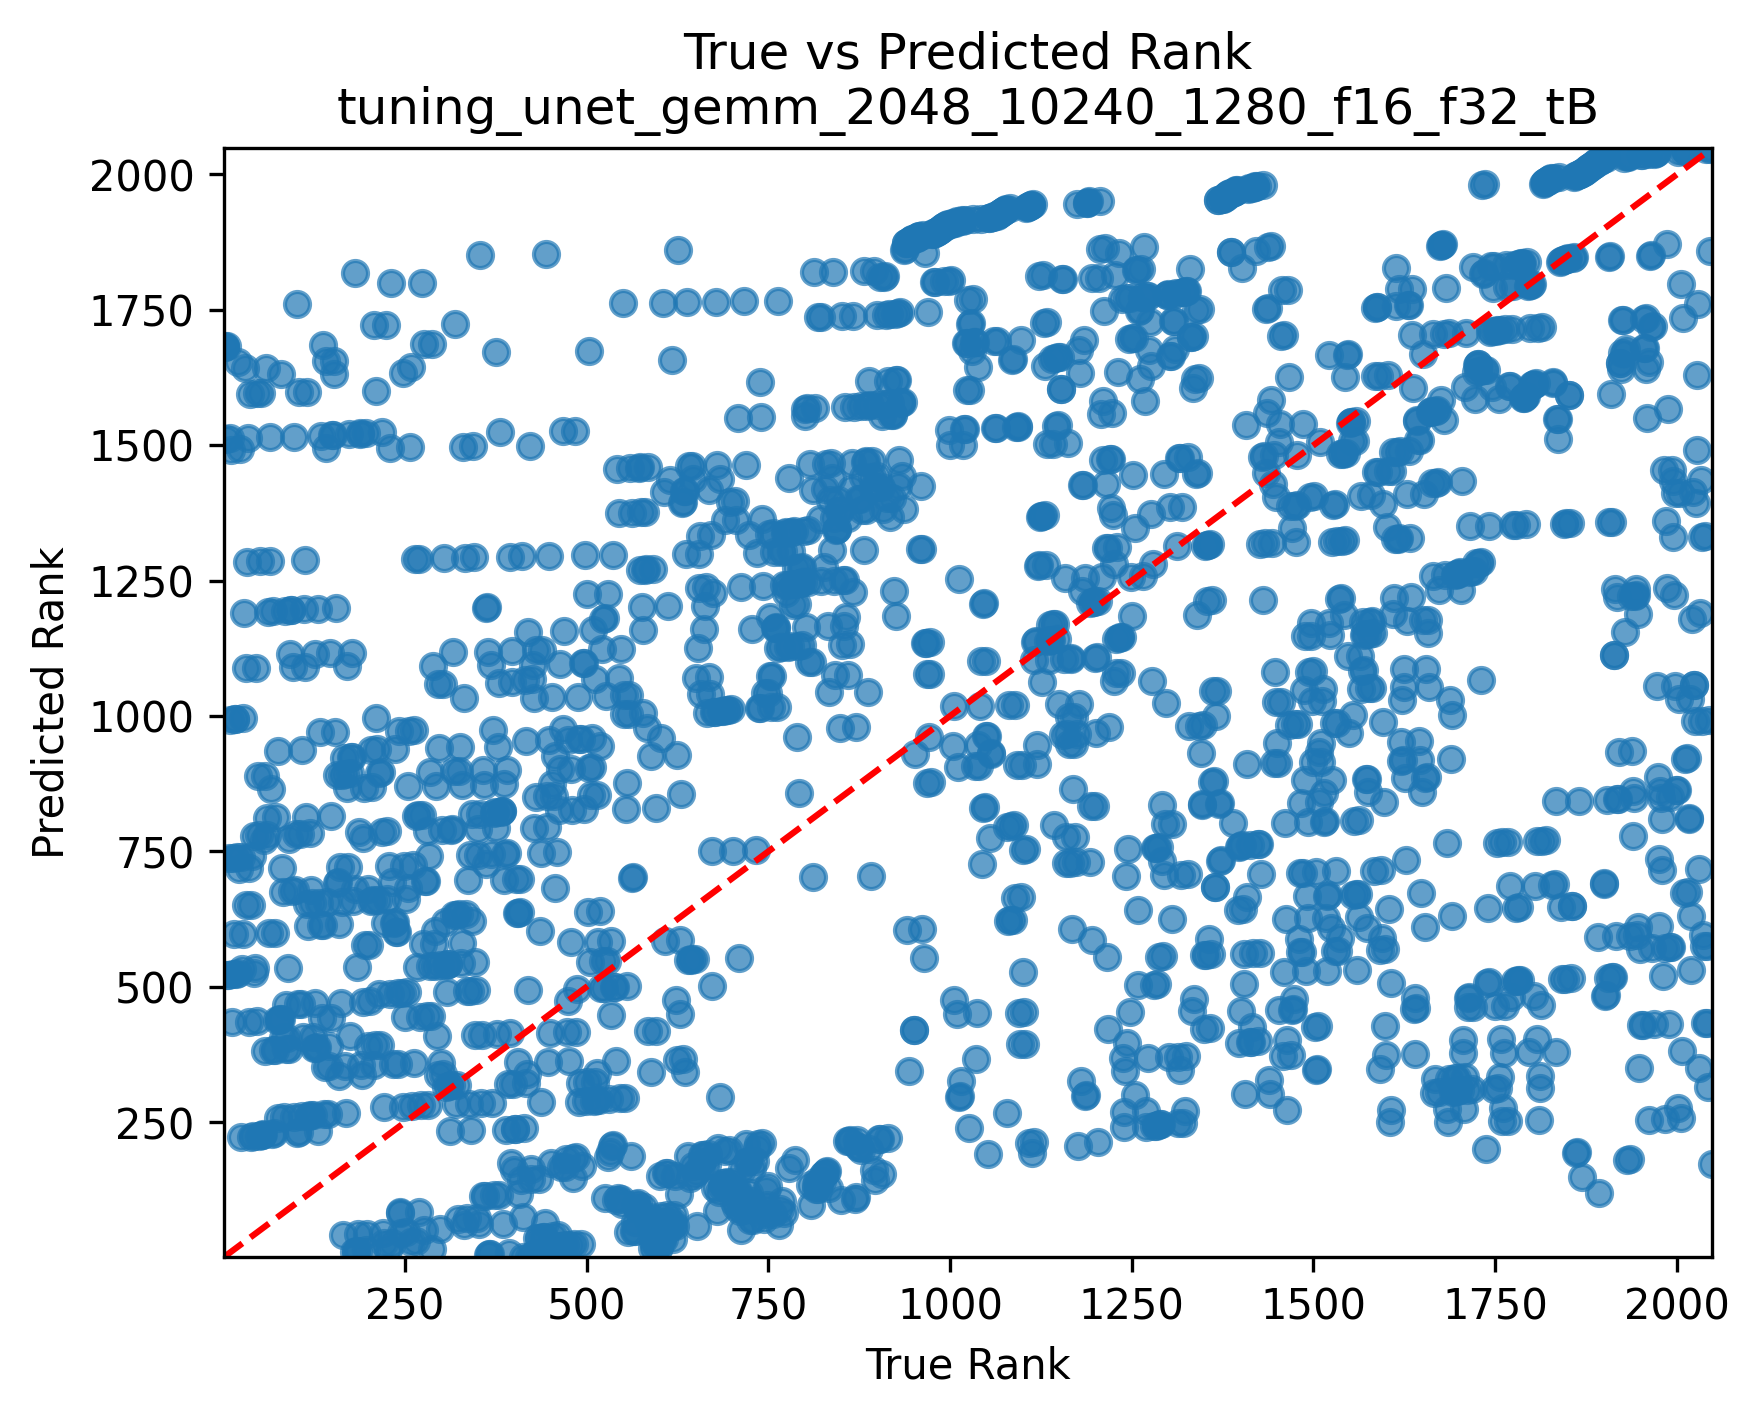 True vs Predicted Rank
tuning_unet_gemm_2048_10240_1280_f16_f32_tB
2000
1750
1500
1250
1000
750
500
250
Predicted Rank
250 500 750 1000 1250 1500 1750 2000
True Rank